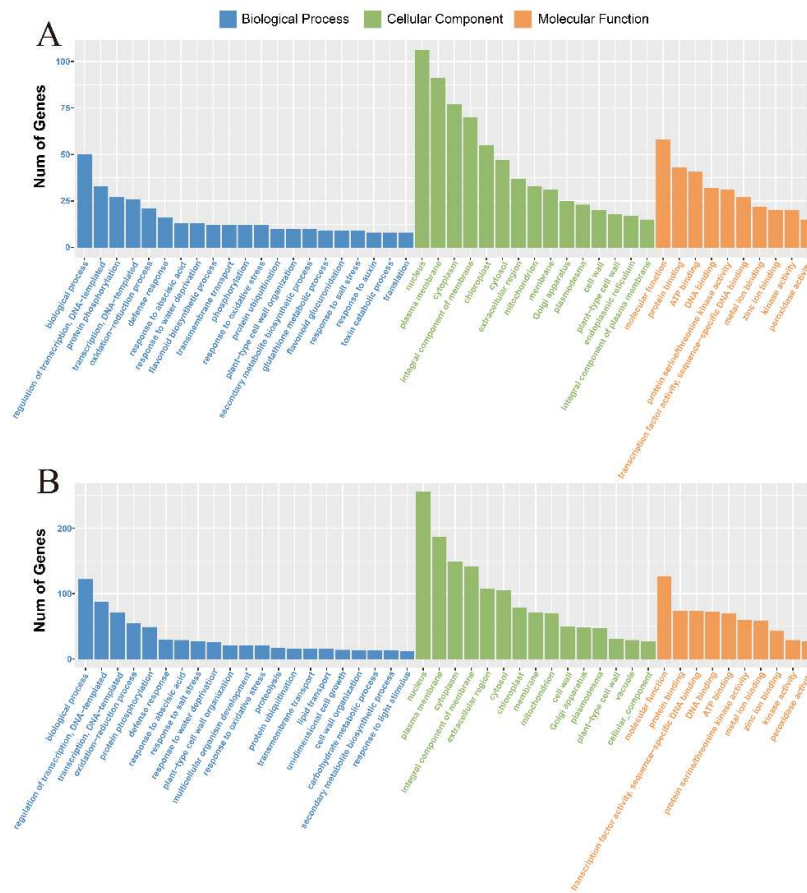 Biological Process
Cellular Component
Molecular Function
A
Num of Genes
100
75
50
25
0
biological process
regulation of transcription, DNA−templated
protein phosphorylation
transcription, DNA−templated
oxidation−reduction process
defense response
response to abscisic acid
response to water deprivation
flavonoid biosynthetic process
transmembrane transport
phosphorylation
response to oxidative stress
protein ubiquitination
plant−type cell wall organization
secondary metabolite biosynthetic process
glutathione metabolic process
flavonoid glucuronidation
response to salt stress
response to auxin
toxin catabolic process
translation
nucleus
plasma membrane
cytoplasm
integral component of membrane
chloroplast
cytosol
extracellular region
mitochondrion
membrane
Golgi apparatus
plasmodesma
cell wall
plant−type cell wall
endoplasmic reticulum
integral component of plasma membrane
molecular function
protein binding
ATP binding
DNA binding
protein serine/threonine kinase activity
transcription factor activity, sequence−specific DNA binding
metal ion binding
zinc ion binding
kinase activity
peroxidase activity
B
Num of Genes
200
100
0
biological process
regulation of transcription, DNA−templated
transcription, DNA−templated
oxidation−reduction process
protein phosphorylation
defense response
response to abscisic acid
response to salt stress
response to water deprivation
plant−type cell wall organization
multicellular organism development
response to oxidative stress
proteolysis
protein ubiquitination
transmembrane transport
lipid transport
unidimensional cell growth
cell wall organization
carbohydrate metabolic process
secondary metabolite biosynthetic process
response to light stimulus
nucleus
plasma membrane
cytoplasm
integral component of membrane
extracellular region
cytosol
chloroplast
membrane
mitochondrion
cell wall
Golgi apparatus
plasmodesma
plant−type cell wall
vacuole
cellular_component
molecular function
protein binding
transcription factor activity, sequence−specific DNA binding
DNA binding
ATP binding
protein serine/threonine kinase activity
metal ion binding
zinc ion binding
kinase activity
peroxidase activity